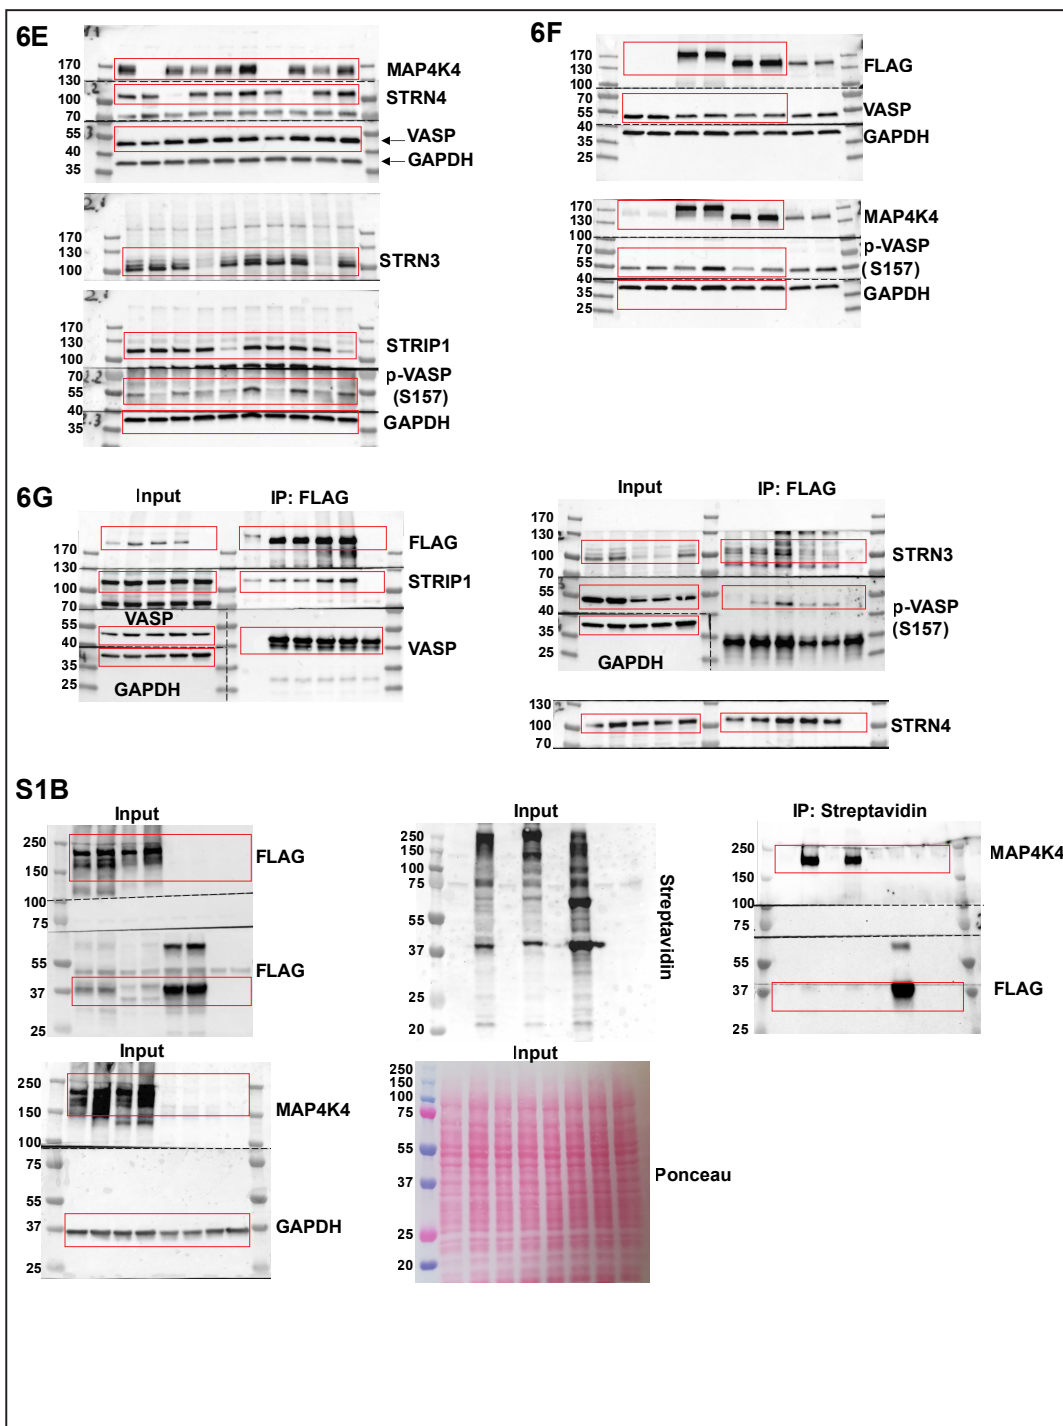 6E
170
130
100
70
55
40
35
MAP4K4
STRN4
VASP
GAPDH
170
130
100
STRN3
170
130
100
70
55
40
35
STRIP1
p-VASP
(S157)
GAPDH
6F
170
130
100
70
55
40
35
25
FLAG
VASP
GAPDH
170
130
100
70
55
40
35
25
MAP4K4
p-VASP
(S157)
GAPDH
6G
Input
IP: FLAG
170
130
100
70
55
40
35
25
VASP
GAPDH
FLAG
STRIP1
VASP
Input
IP: FLAG
170
130
100
70
55
40
35
25
GAPDH
STRN3
p-VASP
(S157)
130
100
70
STRN4
S1B
Input
250
150
100
75
55
37
25
FLAG
FLAG
Input
250
150
100
75
55
37
25
20
Streptavidin
IP: Streptavidin
250
150
100
75
55
37
25
MAP4K4
FLAG
Input
250
150
100
75
55
37
25
MAP4K4
GAPDH
Input
250
150
100
75
55
37
25
20
Ponceau